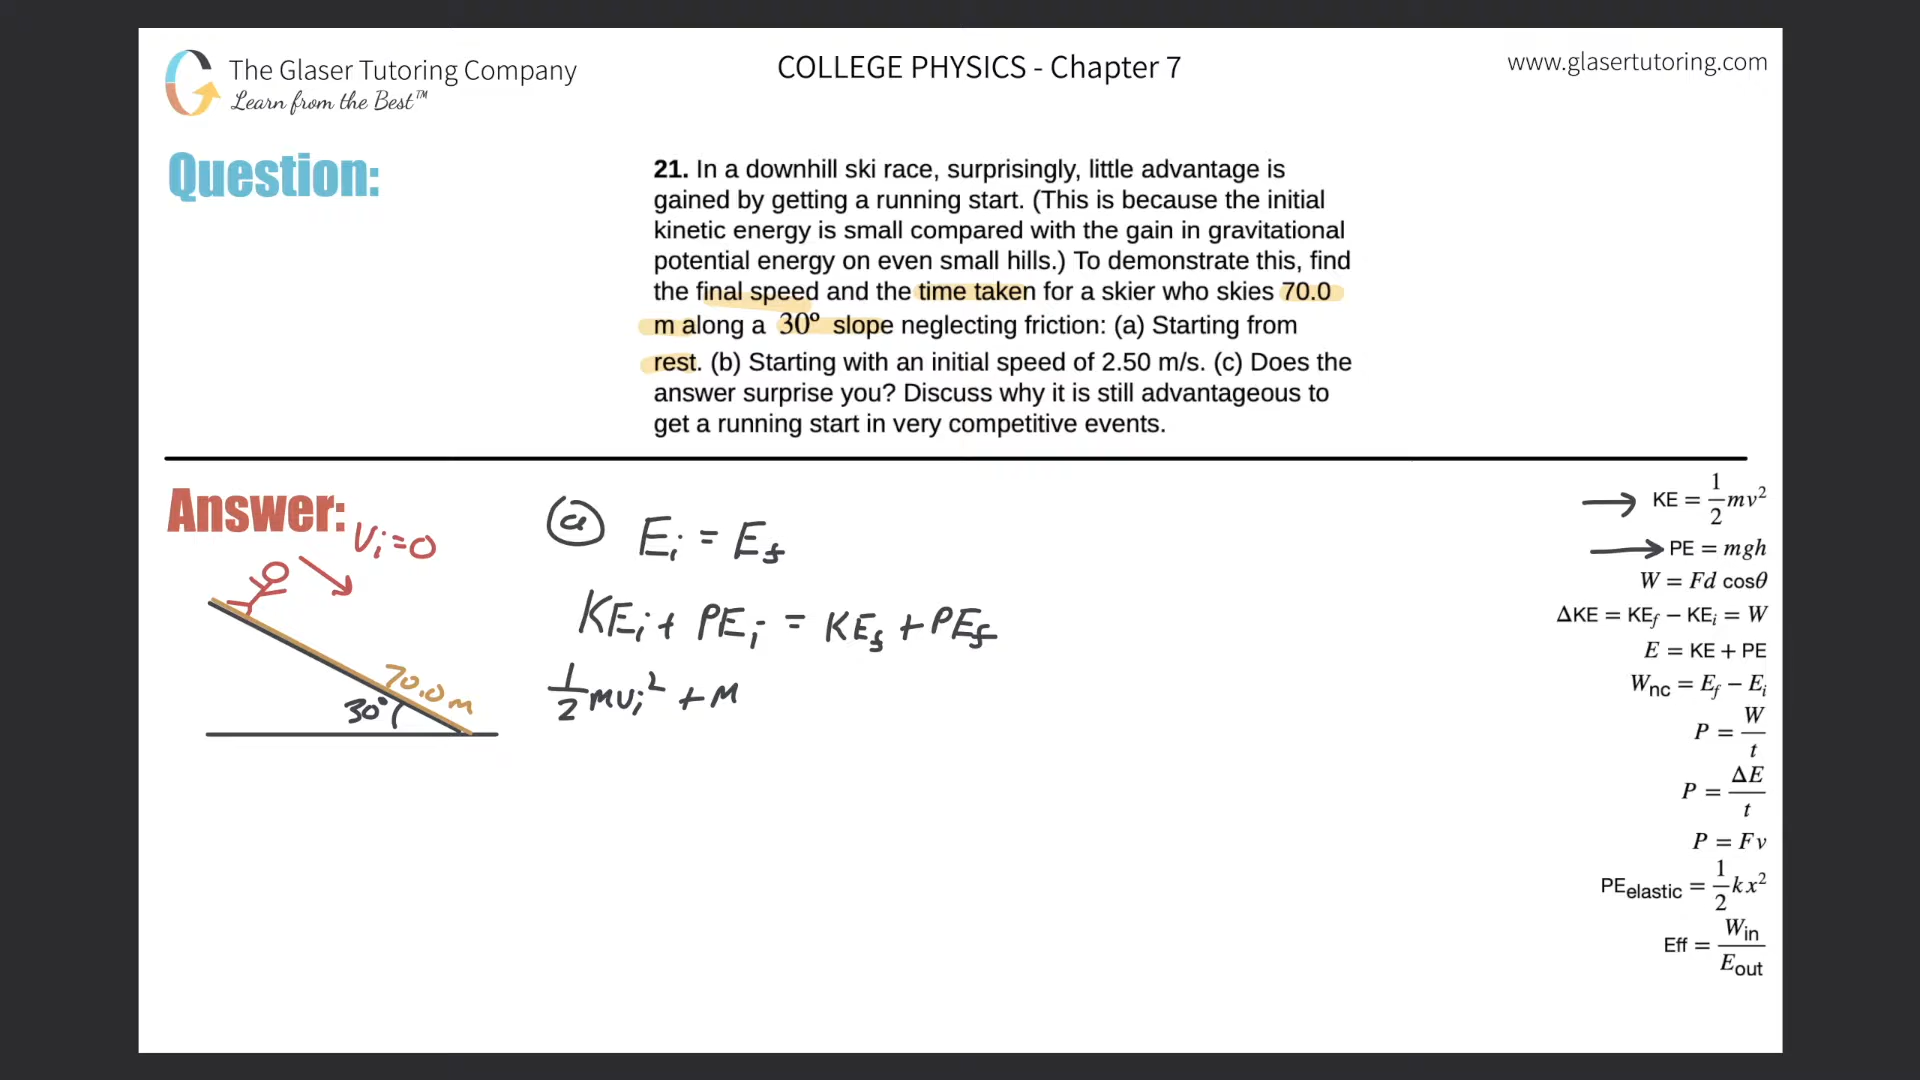 The Glaser Tutoring Company
Learn from the Best™
COLLEGE PHYSICS - Chapter 7
www.glasertutoring.com
Question:
21. In a downhill ski race, surprisingly, little advantage is
gained by getting a running start. (This is because the initial
kinetic energy is small compared with the gain in gravitational
potential energy on even small hills.) To demonstrate this, find
the final speed and the time taken for a skier who skies 70.0
m along a 30º slope neglecting friction: (a) Starting from
rest. (b) Starting with an initial speed of 2.50 m/s. (c) Does the
answer surprise you? Discuss why it is still advantageous to
get a running start in very competitive events.
Answer:
Vi=0
70.0 m
30°
a
Ei = Ef
KEi + PEi = KEf + PEf
1/2 mvi² + m
KE = 1/2 mv²
PE = mgh
W = Fd cosθ
ΔKE = KEf − KEi = W
E = KE + PE
Wnc = Ef − Ei
P = W/t
P = ΔE/t
P = Fv
PEelastic = 1/2 kx²
Eff = Win/Eout